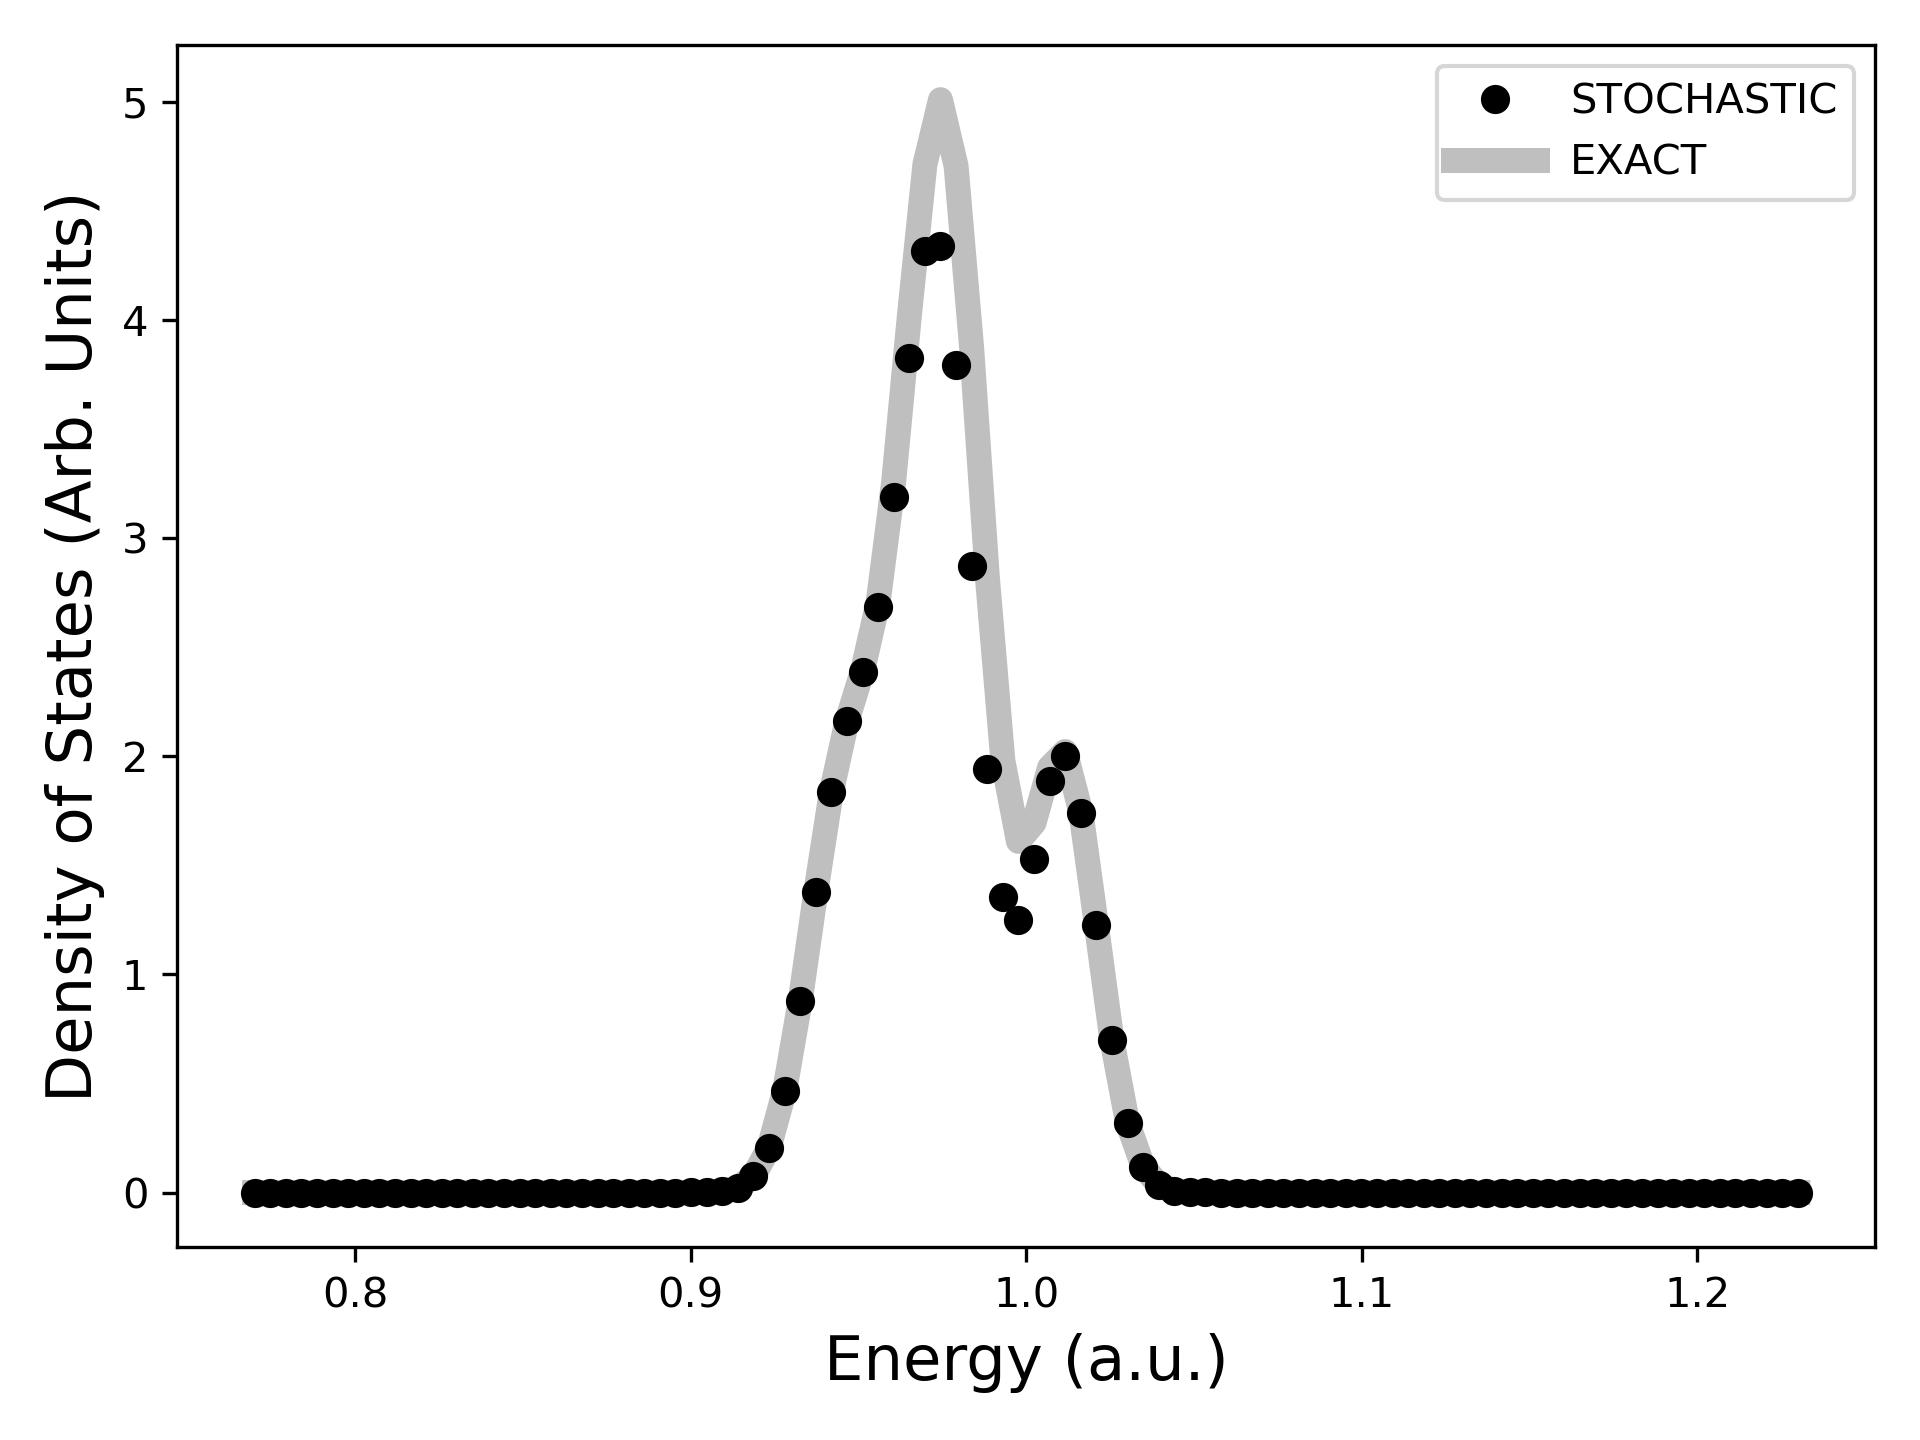 STOCHASTIC
EXACT
Density of States (Arb. Units)
5
4
3
2
1
0
0.8 0.9 1.0 1.1 1.2
Energy (a.u.)